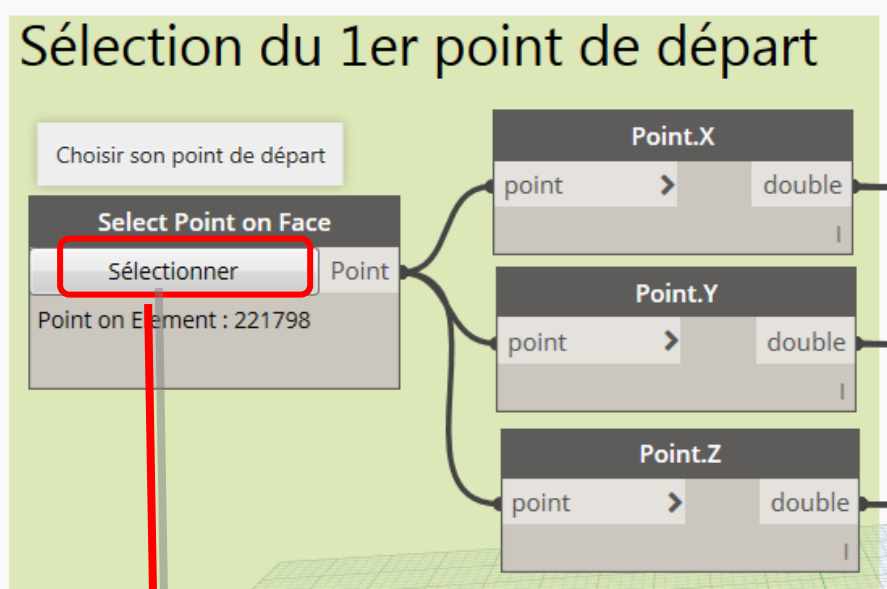 Sélection du 1er point de départ
Choisir son point de départ
Select Point on Face
Sélectionner
Point
Point on Element : 221798
Point.X
point
double
l
Point.Y
point
double
l
Point.Z
point
double
l